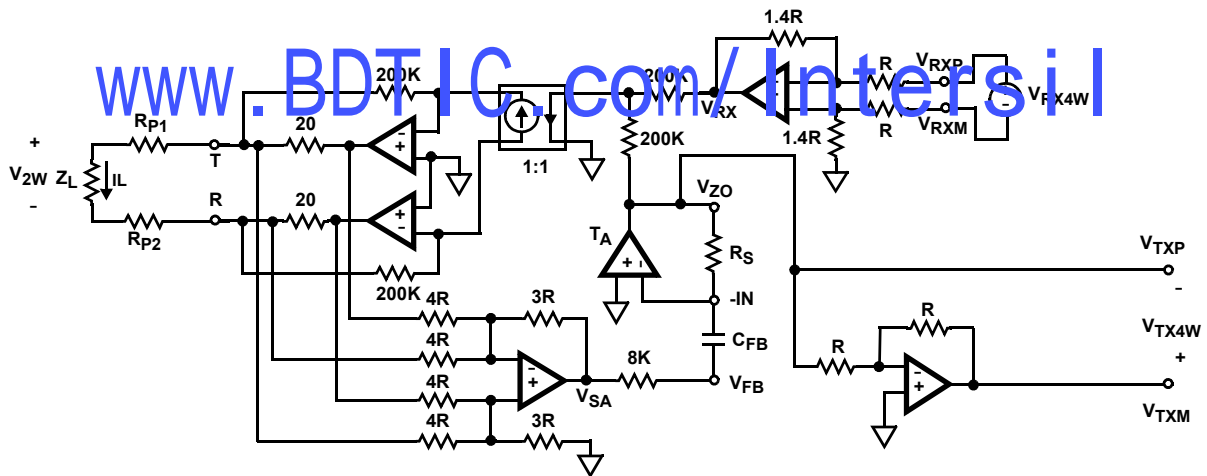 1.4R
www.BDTIC.com/Intersil
200K
200K
R
VRXP
VRX
VRX4W
RP1
20
1.4R
R
VRXM
+
T
200K
V2W
ZL
IL
1:1
-
R
20
VZO
RP2
TA
RS
VTXP
200K
-IN
-
4R
3R
R
VTX4W
4R
CFB
R
+
8K
4R
VSA
VFB
VTXM
4R
3R